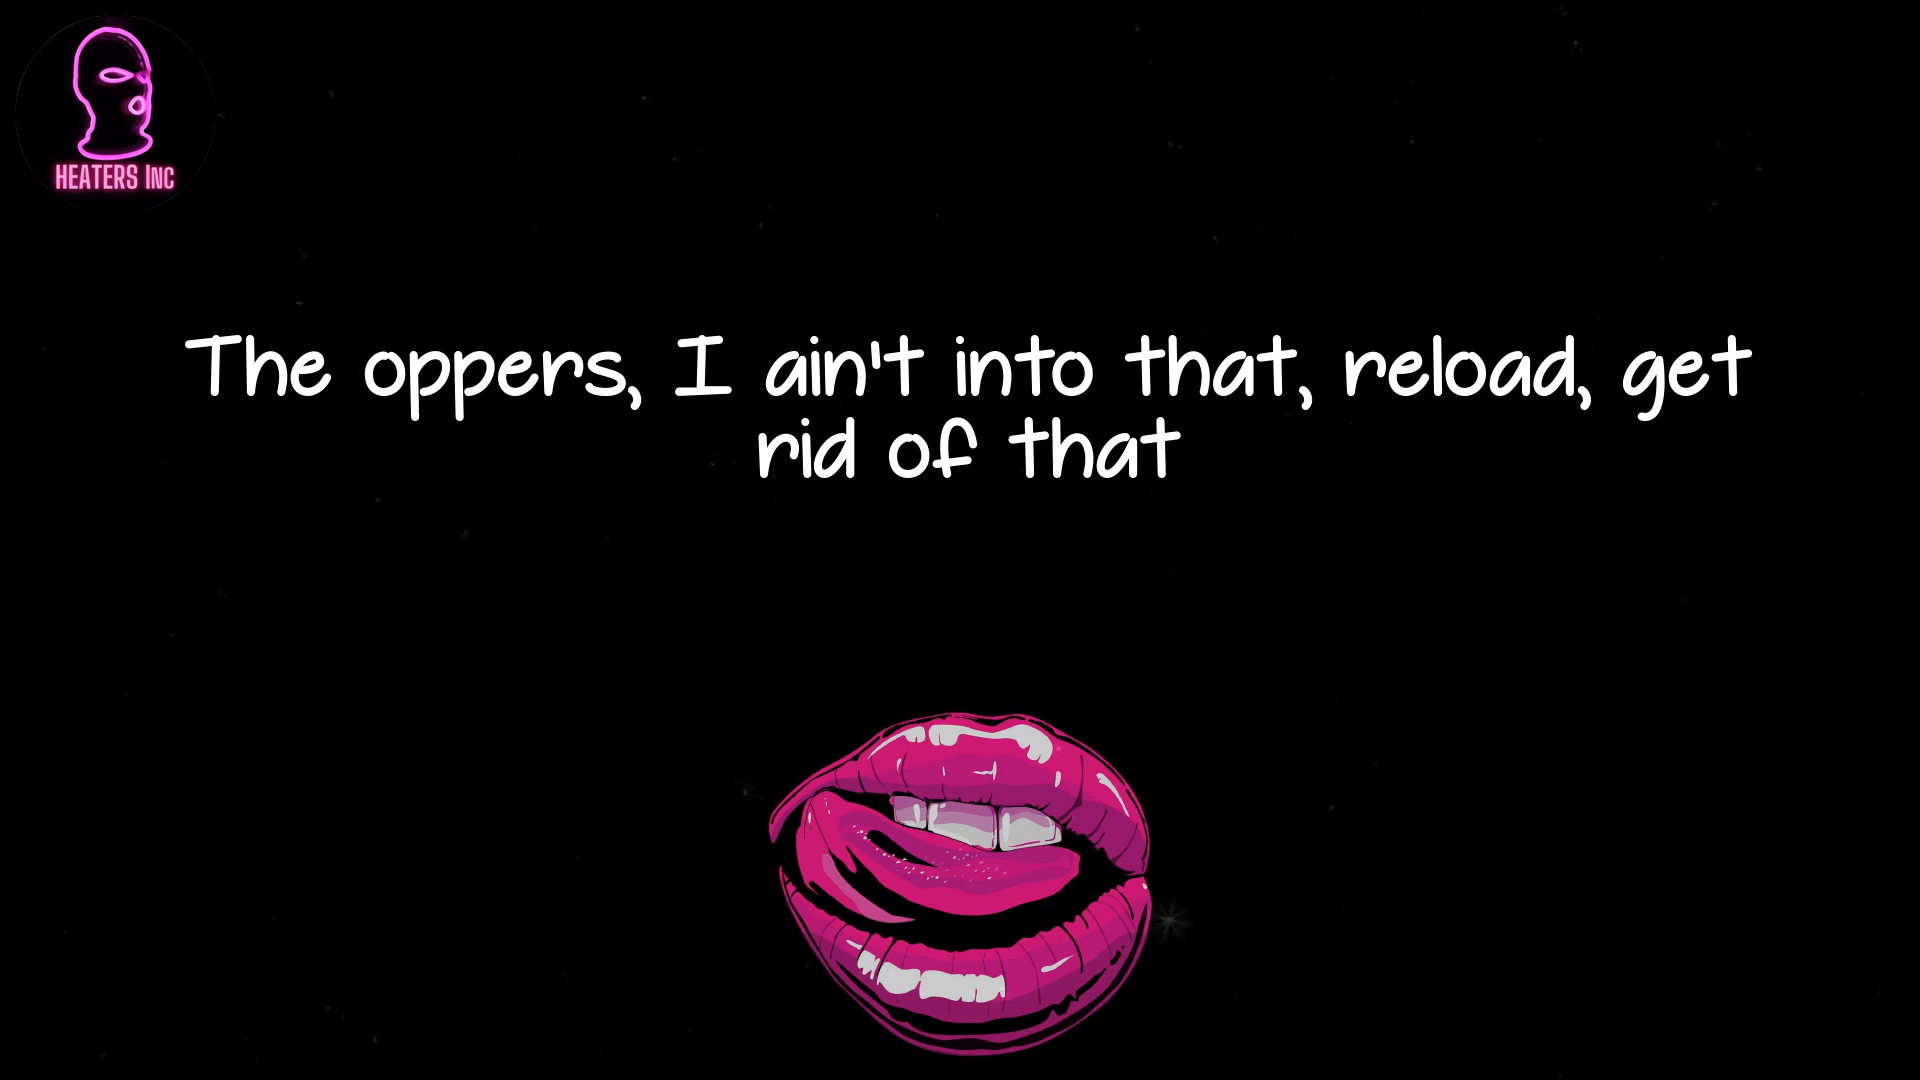 HEATERS INC
The oppers, I ain't into that, reload, get
rid of that